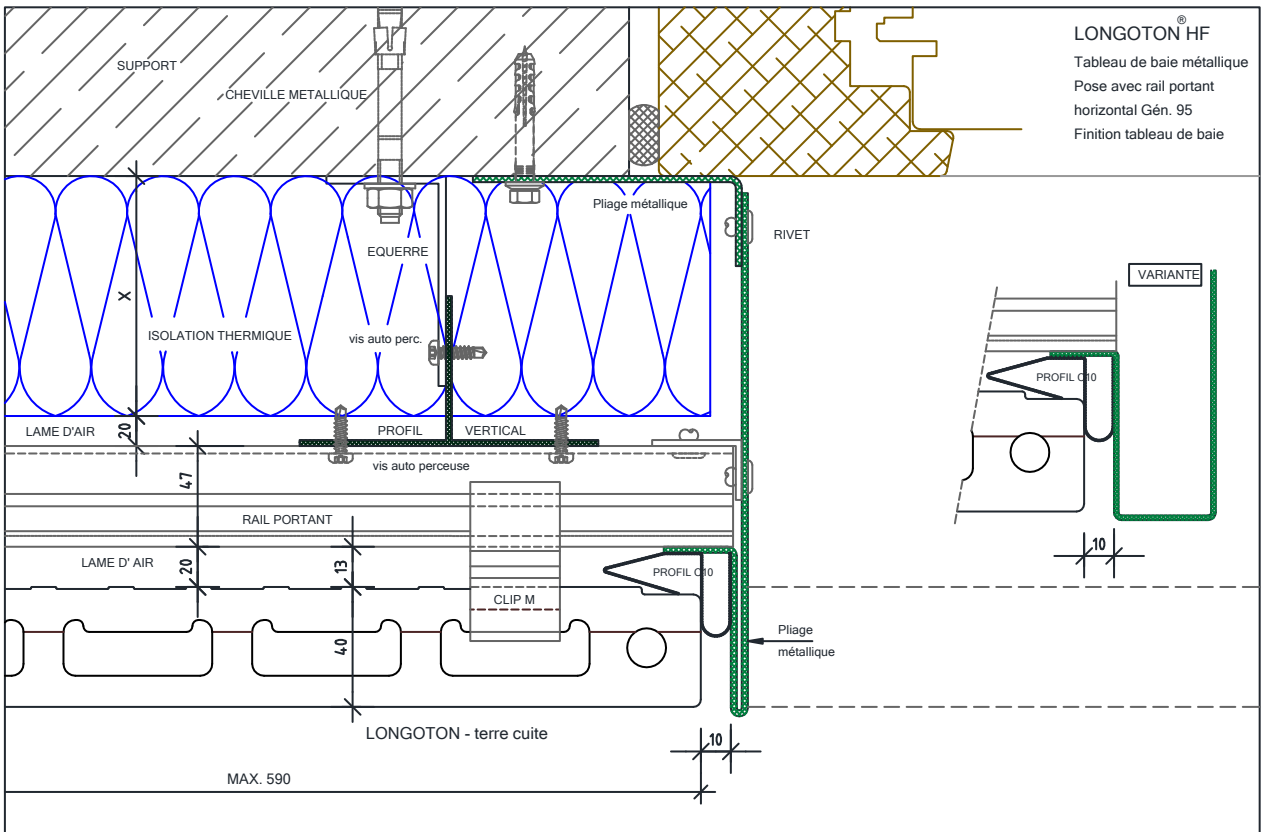 LONGOTON® HF
Tableau de baie métallique
Pose avec rail portant
horizontal Gén. 95
Finition tableau de baie
SUPPORT
CHEVILLE METALLIQUE
Pliage métallique
RIVET
EQUERRE
VARIANTE
X
ISOLATION THERMIQUE
vis auto perc.
PROFIL C10
LAME D'AIR
20
PROFIL VERTICAL
vis auto perceuse
47
RAIL PORTANT
10
LAME D' AIR
20
13
PROFIL C10
CLIP M
40
Pliage
métallique
LONGOTON - terre cuite
10
MAX. 590